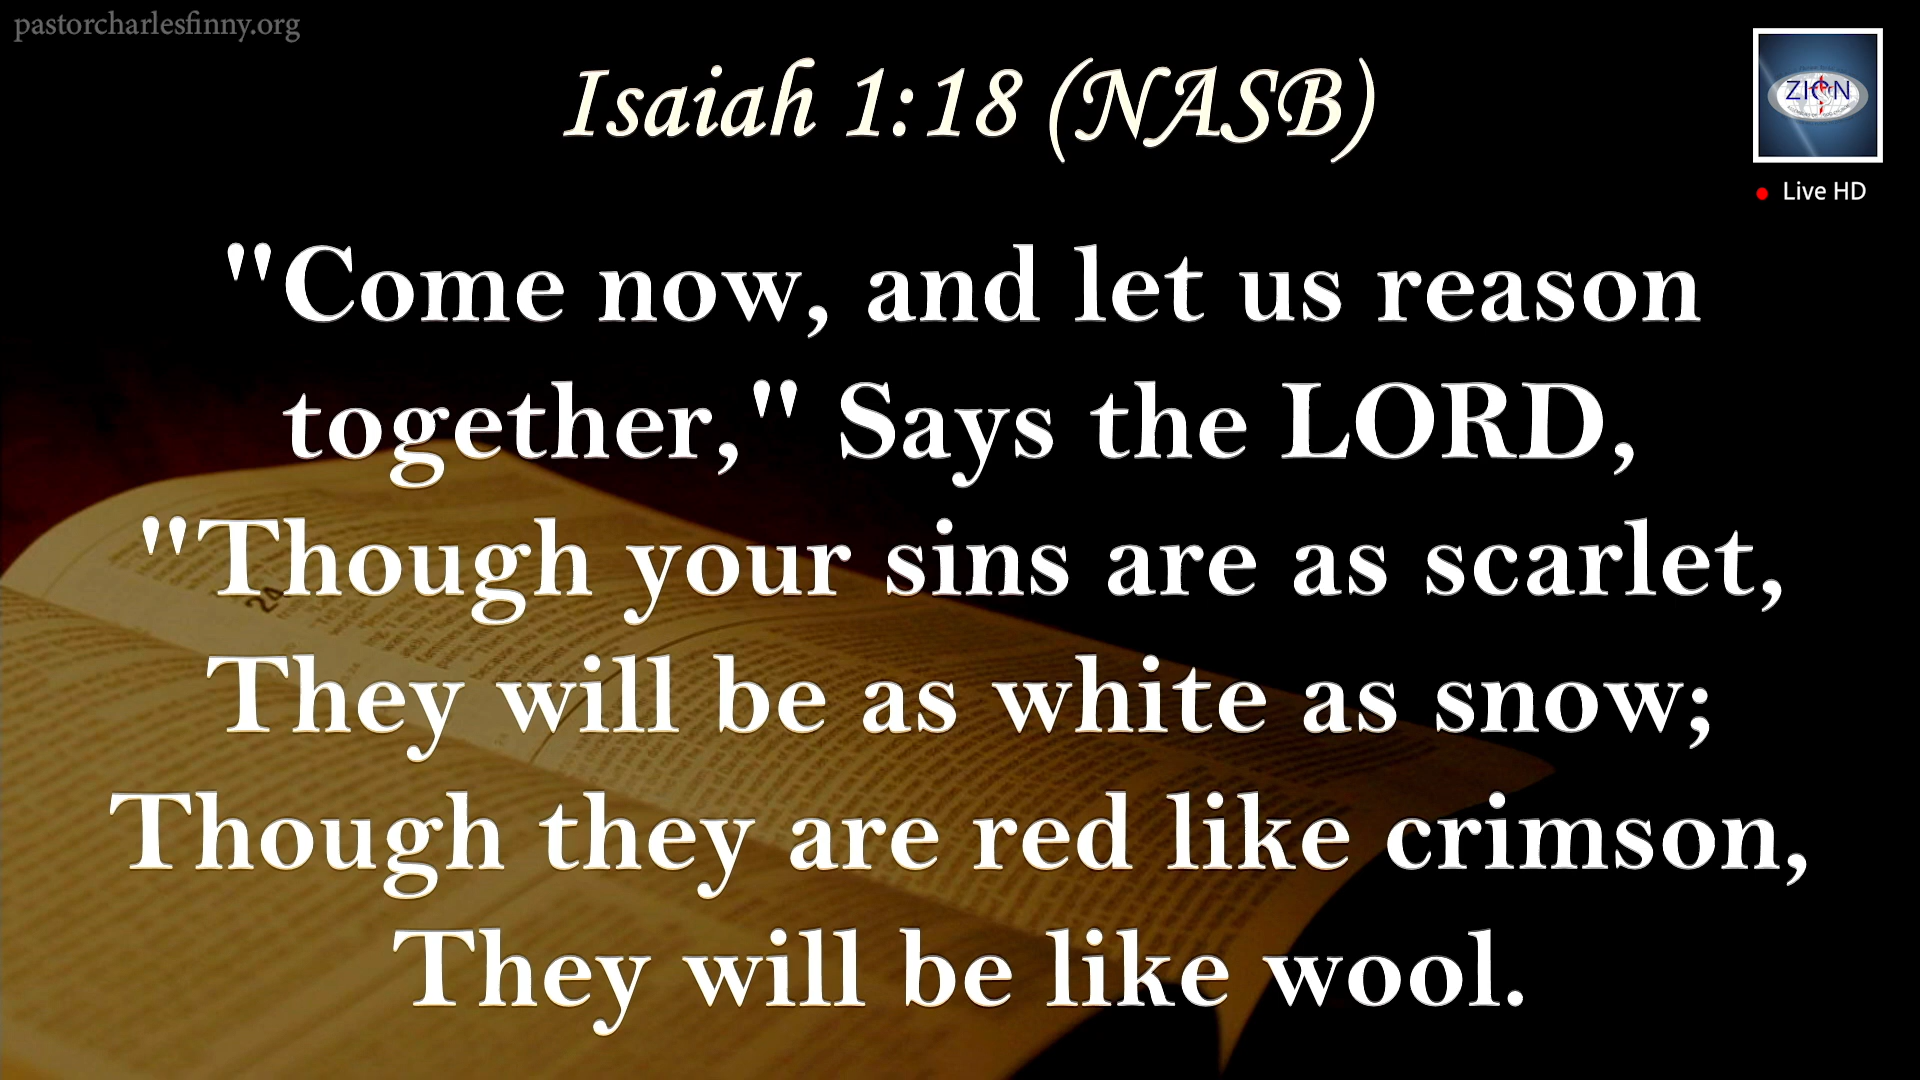 pastorcharlesfinny.org
Isaiah 1:18 (NASB)
ZION
Live HD
"Come now, and let us reason
together," Says the LORD,
"Though your sins are as scarlet,
They will be as white as snow;
Though they are red like crimson,
They will be like wool.
24